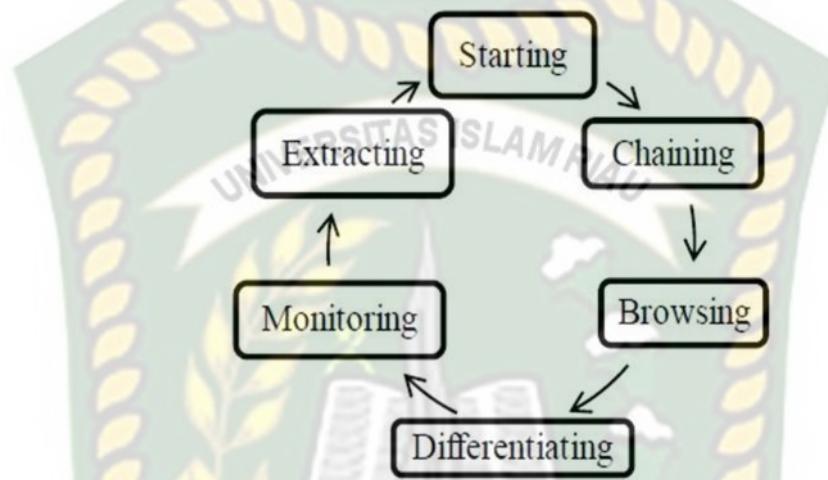 Starting
Chaining
Browsing
Differentiating
Monitoring
Extracting
UNIVERSITAS ISLAM RIAU